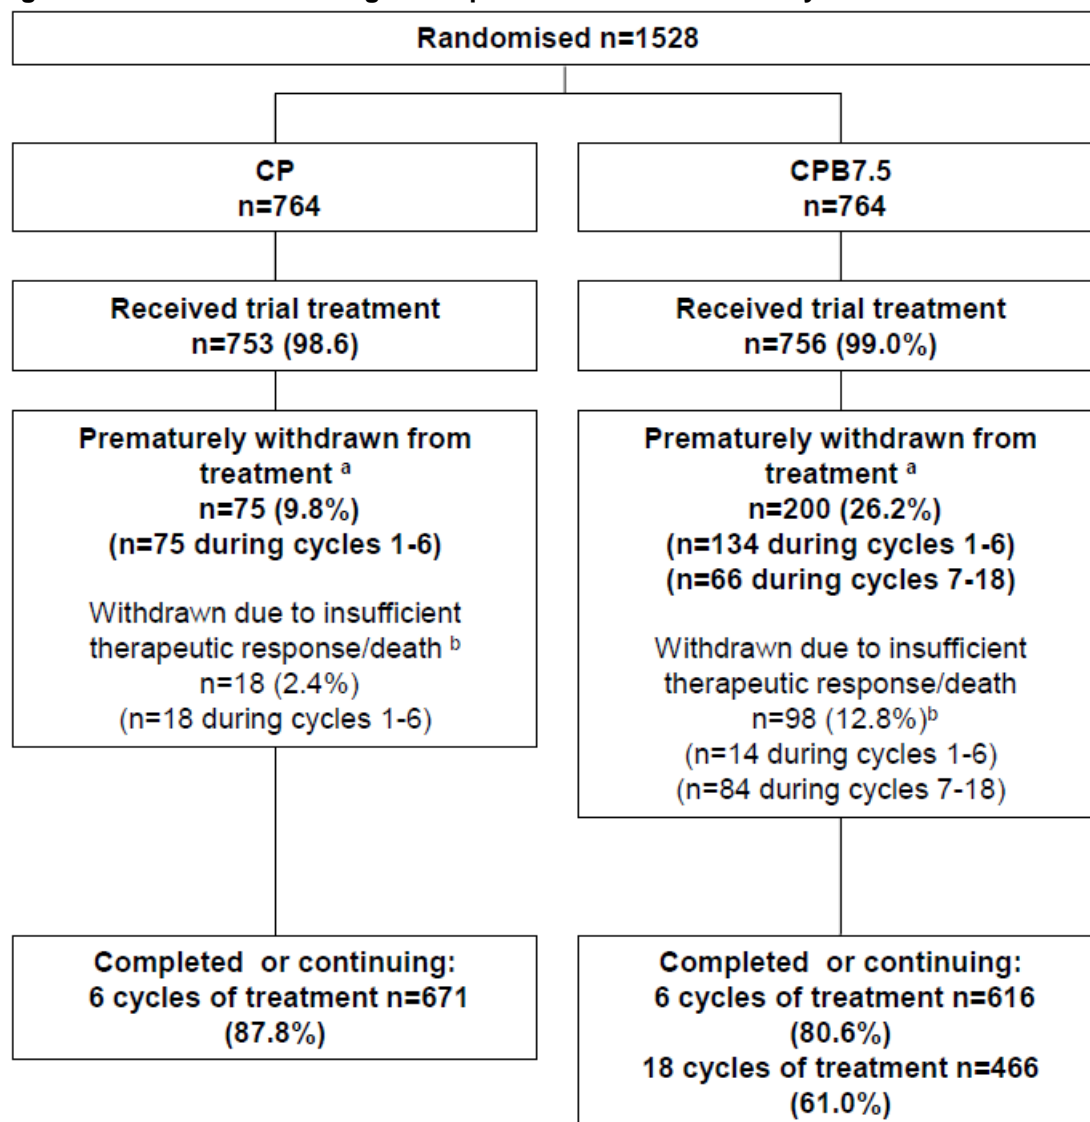 Randomised n=1528
CP
n=764
Received trial treatment
n=753 (98.6)
Prematurely withdrawn from
treatment a
n=75 (9.8%)
(n=75 during cycles 1-6)
Withdrawn due to insufficient
therapeutic response/death b
n=18 (2.4%)
(n=18 during cycles 1-6)
Completed or continuing:
6 cycles of treatment n=671
(87.8%)
CPB7.5
n=764
Received trial treatment
n=756 (99.0%)
Prematurely withdrawn from
treatment a
n=200 (26.2%)
(n=134 during cycles 1-6)
(n=66 during cycles 7-18)
Withdrawn due to insufficient
therapeutic response/death
n=98 (12.8%)b
(n=14 during cycles 1-6)
(n=84 during cycles 7-18)
Completed or continuing:
6 cycles of treatment n=616
(80.6%)
18 cycles of treatment n=466
(61.0%)